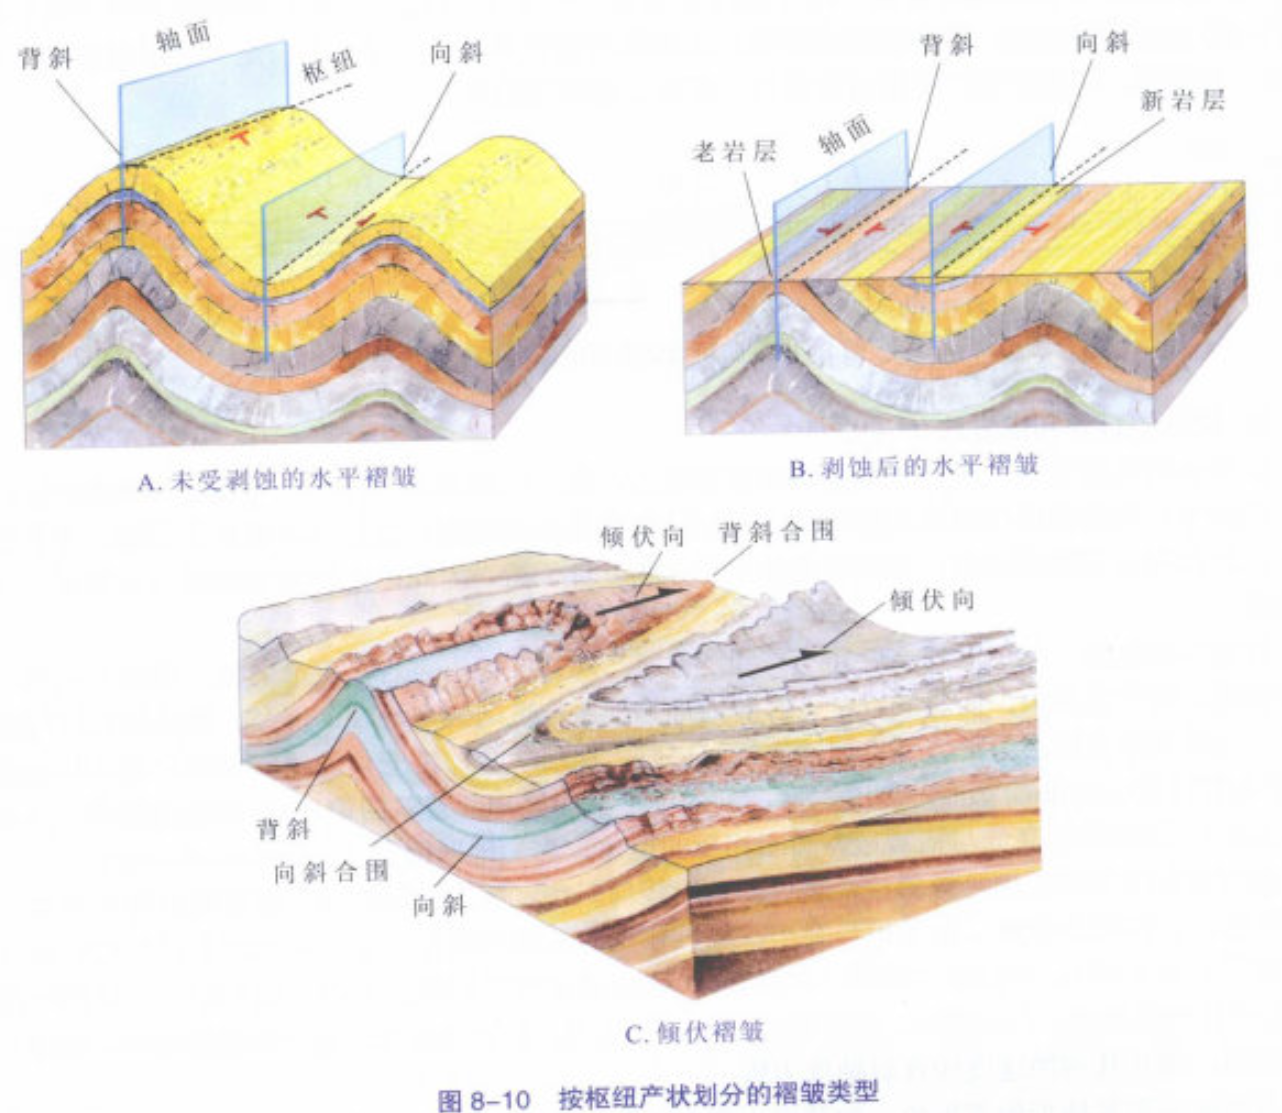 背斜
轴面
枢纽
向斜
A. 未受剥蚀的水平褶皱
背斜
向斜
新岩层
老岩层
轴面
B. 剥蚀后的水平褶皱
倾伏向
背斜合围
倾伏向
背斜
向斜合围
向斜
C. 倾伏褶皱
图 8-10 按枢纽产状划分的褶皱类型